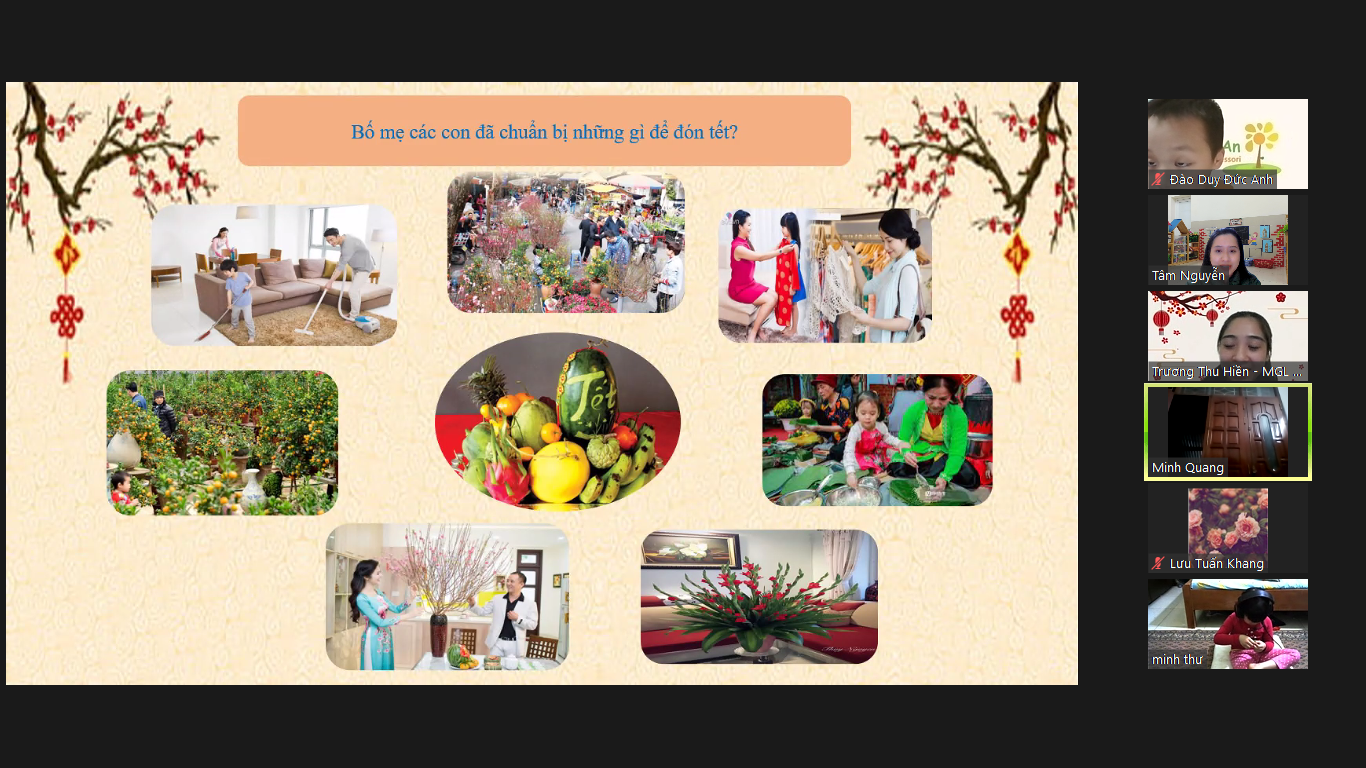 Bố mẹ các con đã chuẩn bị những gì để đón tết?
Tết
An
Đào Duy Đức Anh
Tâm Nguyễn
Trương Thu Hiền - MGL ...
Minh Quang
Lưu Tuấn Khang
minh thư